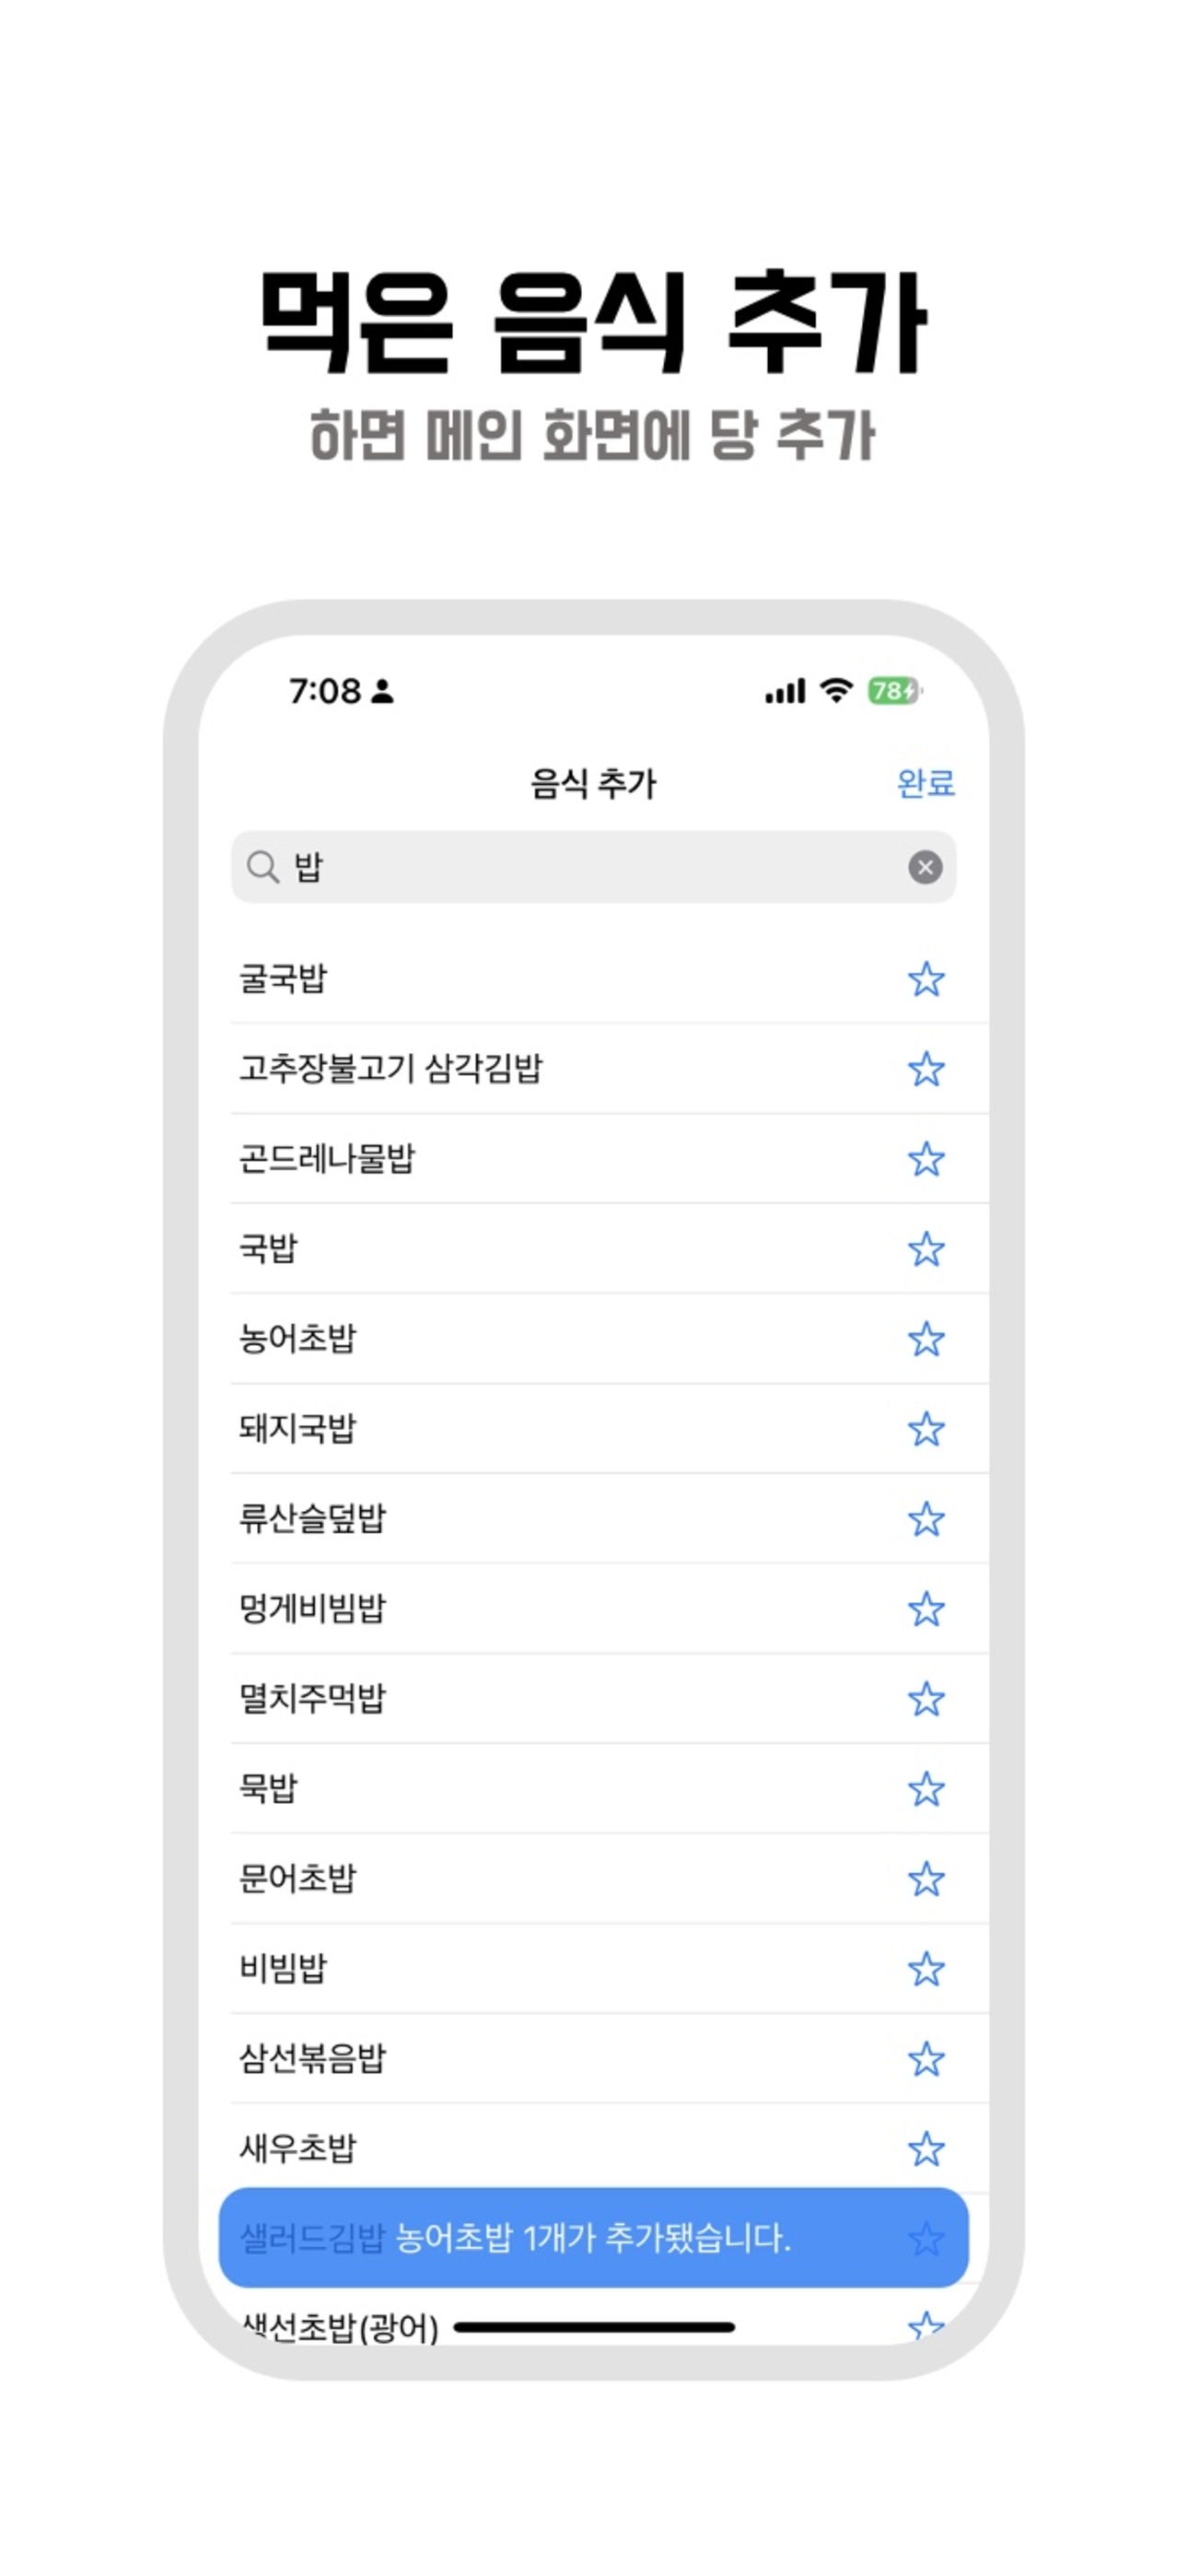 먹은 음식 추가
하면 메인 화면에 당 추가
7:08
78
음식 추가
완료
밥
굴국밥
고추장불고기 삼각김밥
곤드레나물밥
국밥
농어초밥
돼지국밥
류산슬덮밥
멍게비빔밥
멸치주먹밥
묵밥
문어초밥
비빔밥
삼선볶음밥
새우초밥
샐러드김밥 농어초밥 1개가 추가됐습니다.
생선초밥(광어)